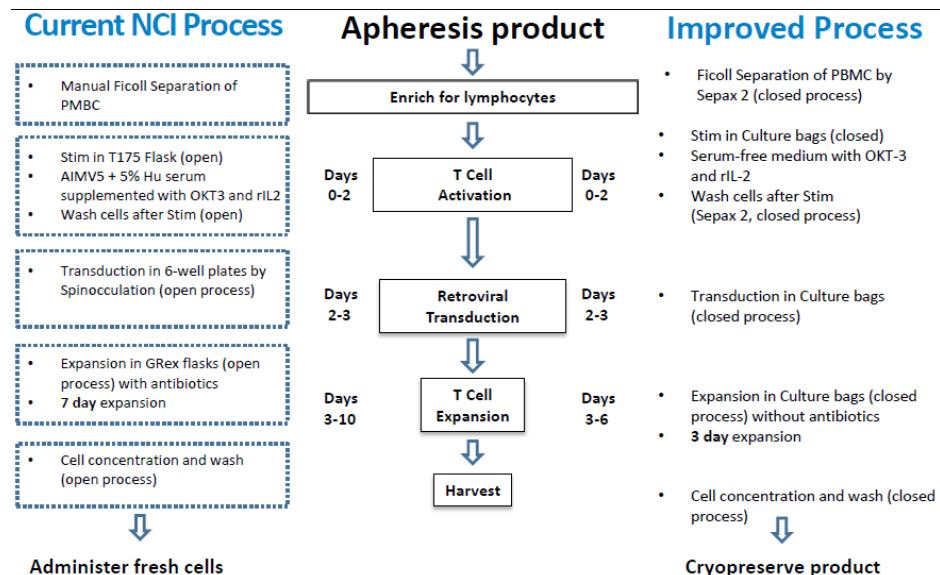 Current NCI Process
Apheresis product
Improved Process
• Manual Ficoll Separation of
PMBC
Enrich for lymphocytes
• Ficoll Separation of PBMC by
Sepax 2 (closed process)
• Stim in T175 Flask (open)
• AIMV5 + 5% Hu serum
supplemented with OKT3 and rIL2
• Wash cells after Stim (open)
Days
0-2
T Cell
Activation
Days
0-2
• Stim in Culture bags (closed)
• Serum-free medium with OKT-3
and rIL-2
• Wash cells after Stim
(Sepax 2, closed process)
• Transduction in 6-well plates by
Spinocculation (open process)
Days
2-3
Retroviral
Transduction
Days
2-3
• Transduction in Culture bags
(closed process)
• Expansion in GRex flasks (open
process) with antibiotics
• 7 day expansion
Days
3-10
T Cell
Expansion
Days
3-6
• Expansion in Culture bags (closed
process) without antibiotics
• 3 day expansion
• Cell concentration and wash
(open process)
Harvest
• Cell concentration and wash (closed
process)
Administer fresh cells
Cryopreserve product